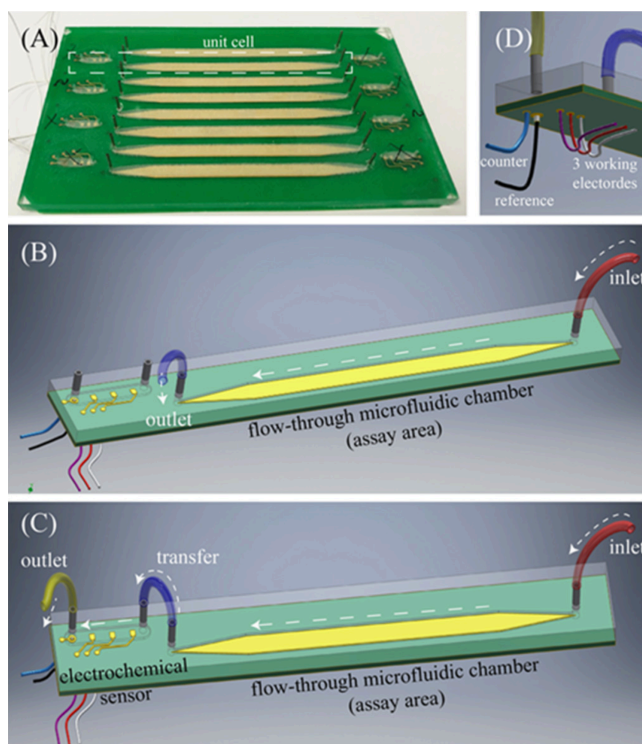 (A)
unit cell
(D)
counter
reference
3 working
electordes
(B)
inlet
outlet
flow-through microfluidic chamber
(assay area)
(C)
outlet
transfer
inlet
electrochemical
sensor
flow-through microfluidic chamber
(assay area)